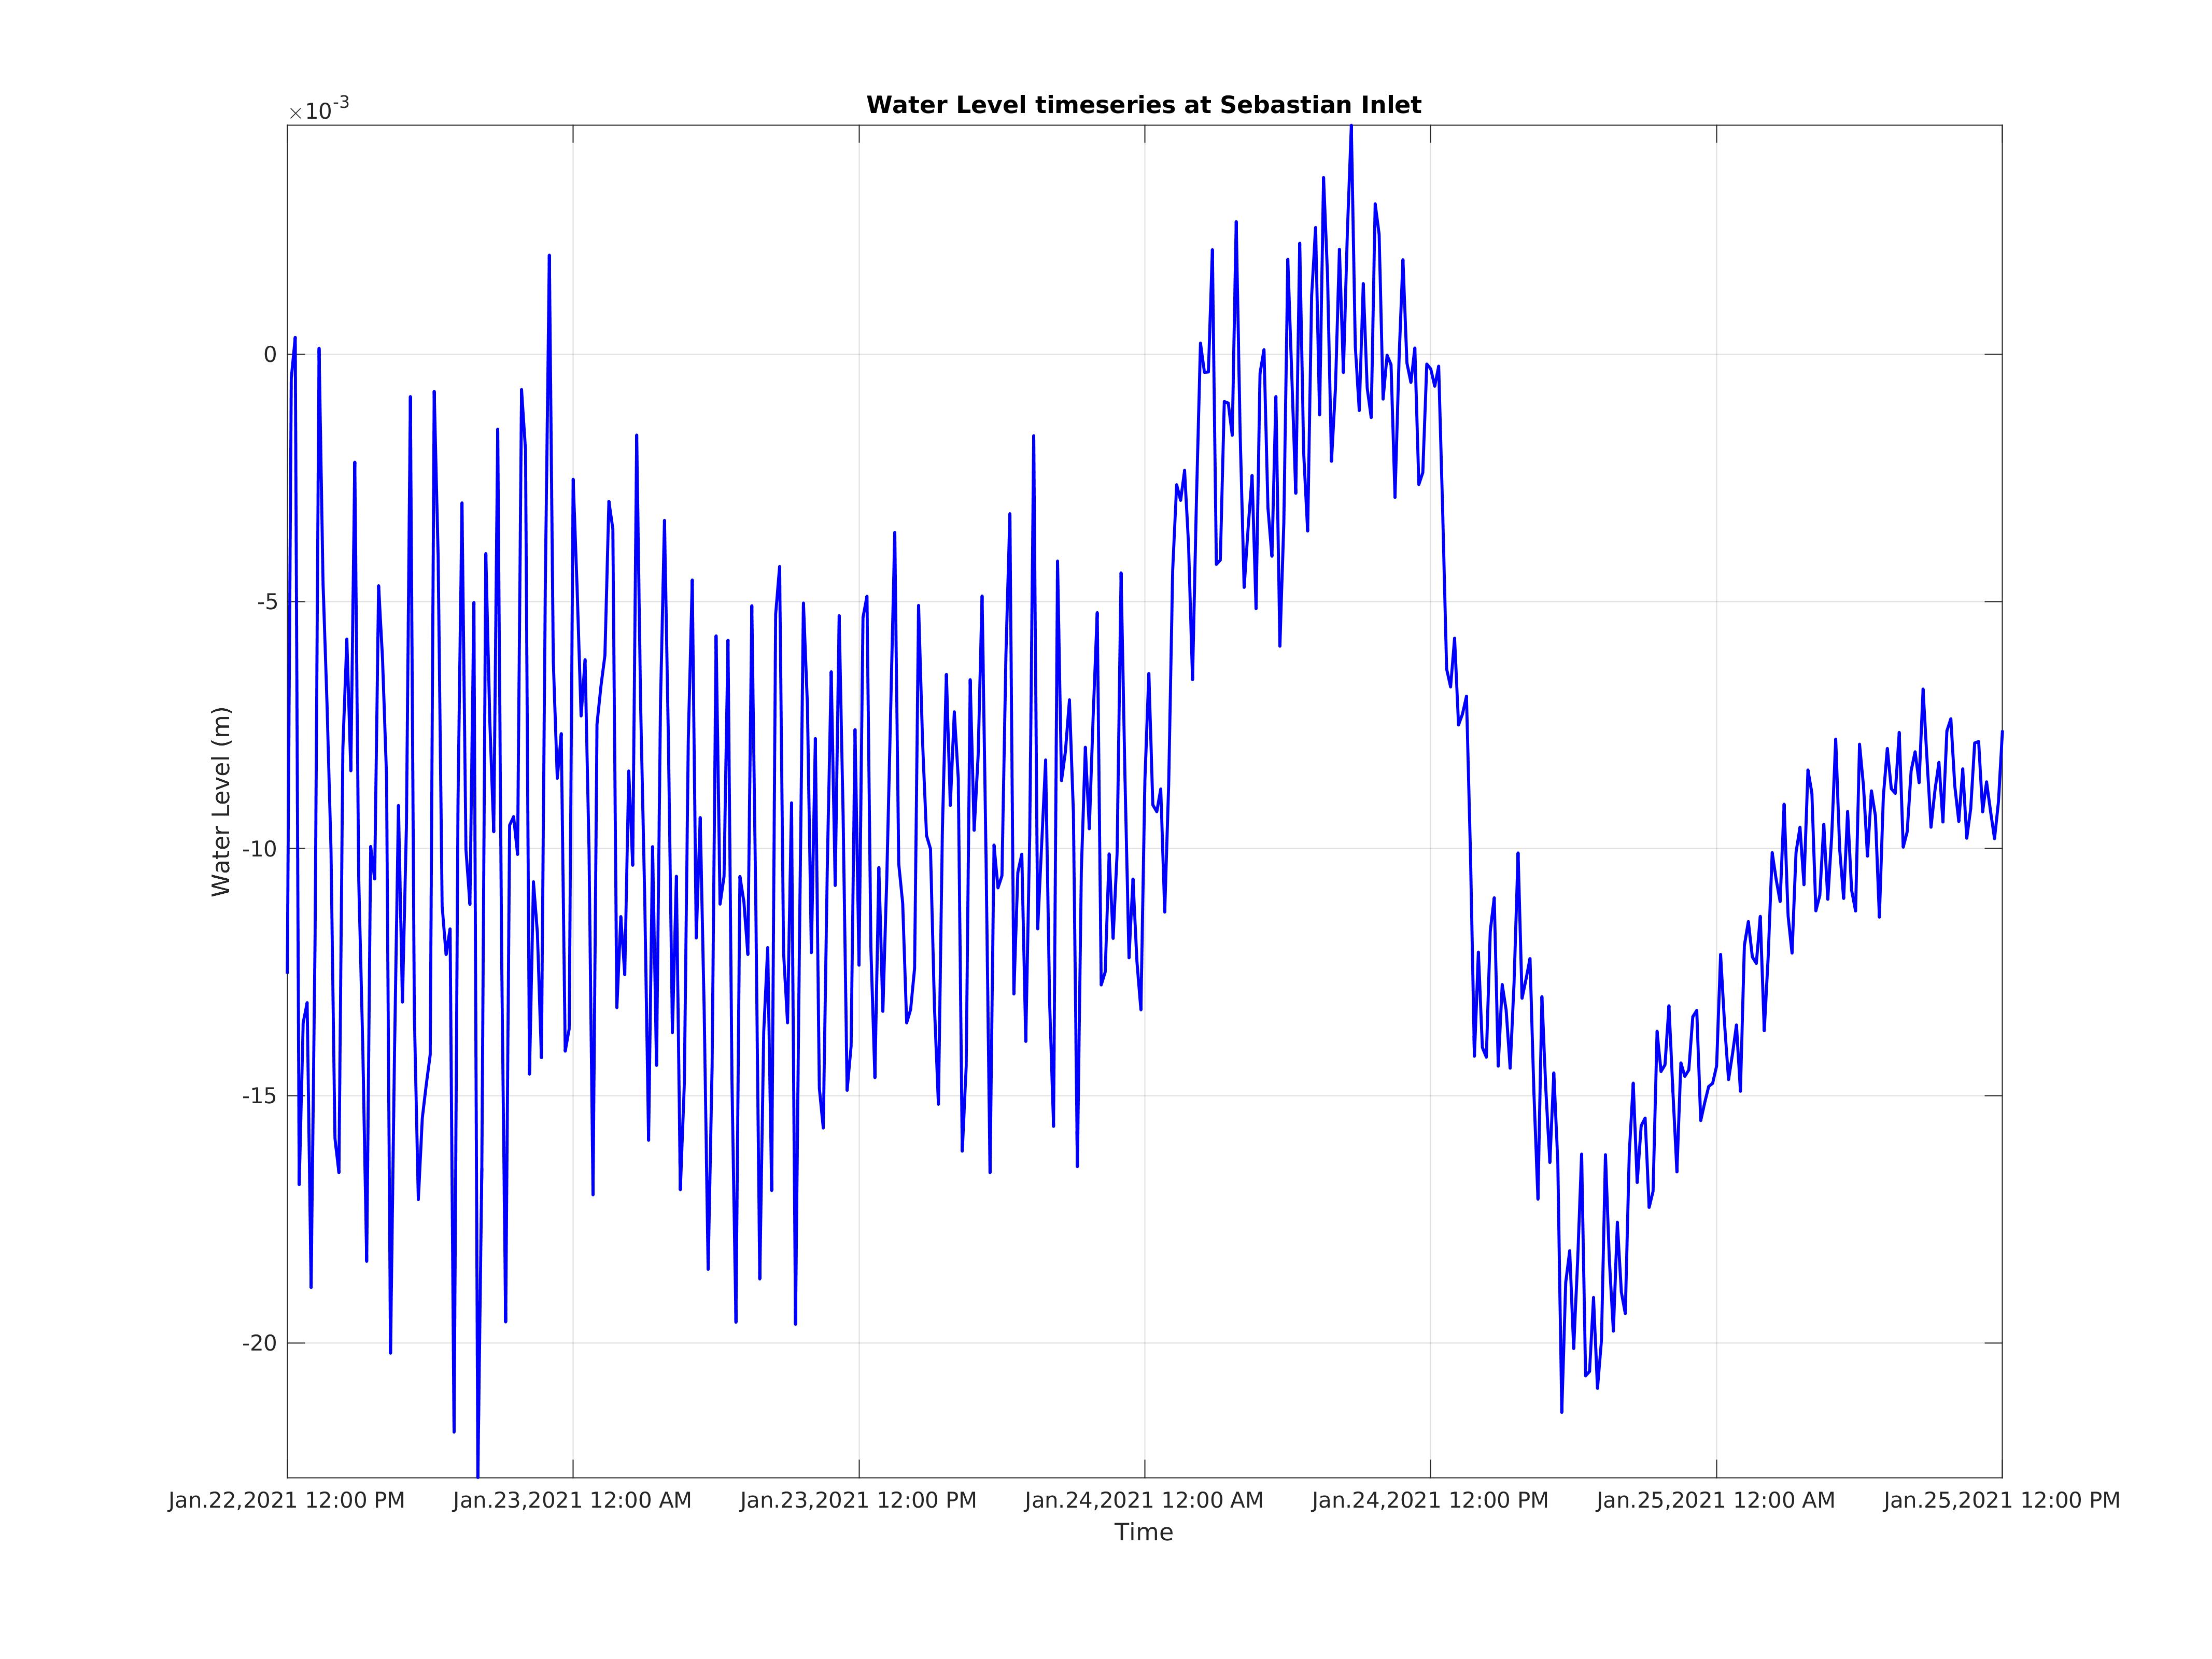 Water Level timeseries at Sebastian Inlet
×10-3
0
-5
-10
-15
-20
Water Level (m)
Jan.22,2021 12:00 PM Jan.23,2021 12:00 AM Jan.23,2021 12:00 PM Jan.24,2021 12:00 AM Jan.24,2021 12:00 PM Jan.25,2021 12:00 AM Jan.25,2021 12:00 PM
Time